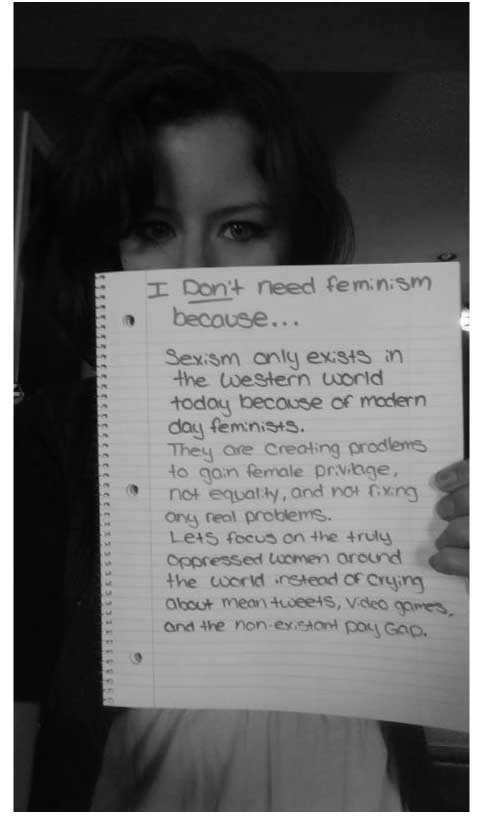 I Don't need feminism
because...
Sexism only exists in
the western world
today because of modern
day feminists.
They are creating prodlems
to gain female privilage,
not equality, and not fixing
any real problems.
Lets focus on the truly
oppressed women around
the world instead of crying
about mean tweets, video games,
and the non-existant pay Gap.